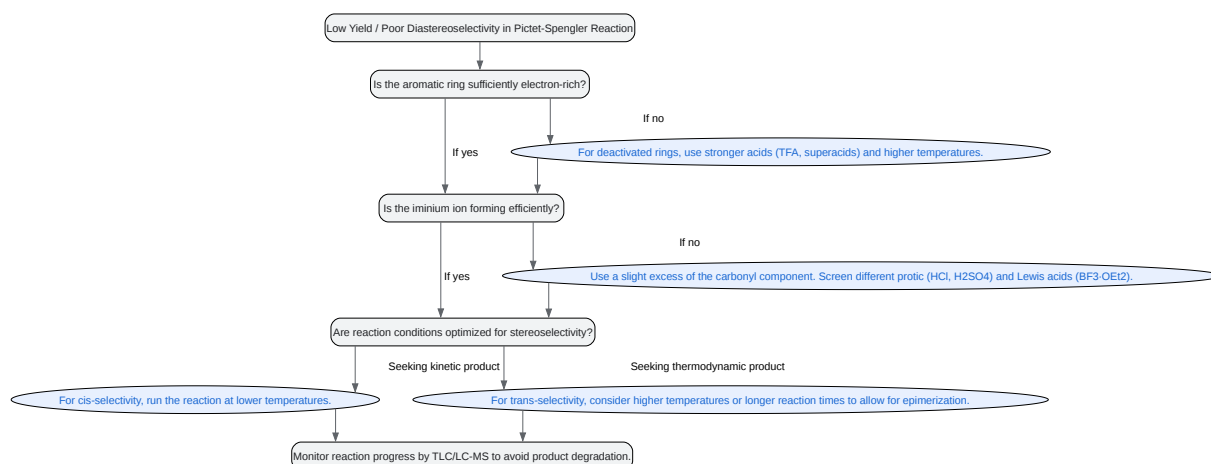 Low Yield / Poor Diastereoselectivity in Pictet-Spengler Reaction
Is the aromatic ring sufficiently electron-rich?
If no
If yes
For deactivated rings, use stronger acids (TFA, superacids) and higher temperatures.
Is the iminium ion forming efficiently?
If no
If yes
Use a slight excess of the carbonyl component. Screen different protic (HCl, H2SO4) and Lewis acids (BF3·OEt2).
Are reaction conditions optimized for stereoselectivity?
Seeking kinetic product
Seeking thermodynamic product
For cis-selectivity, run the reaction at lower temperatures.
For trans-selectivity, consider higher temperatures or longer reaction times to allow for epimerization.
Monitor reaction progress by TLC/LC-MS to avoid product degradation.